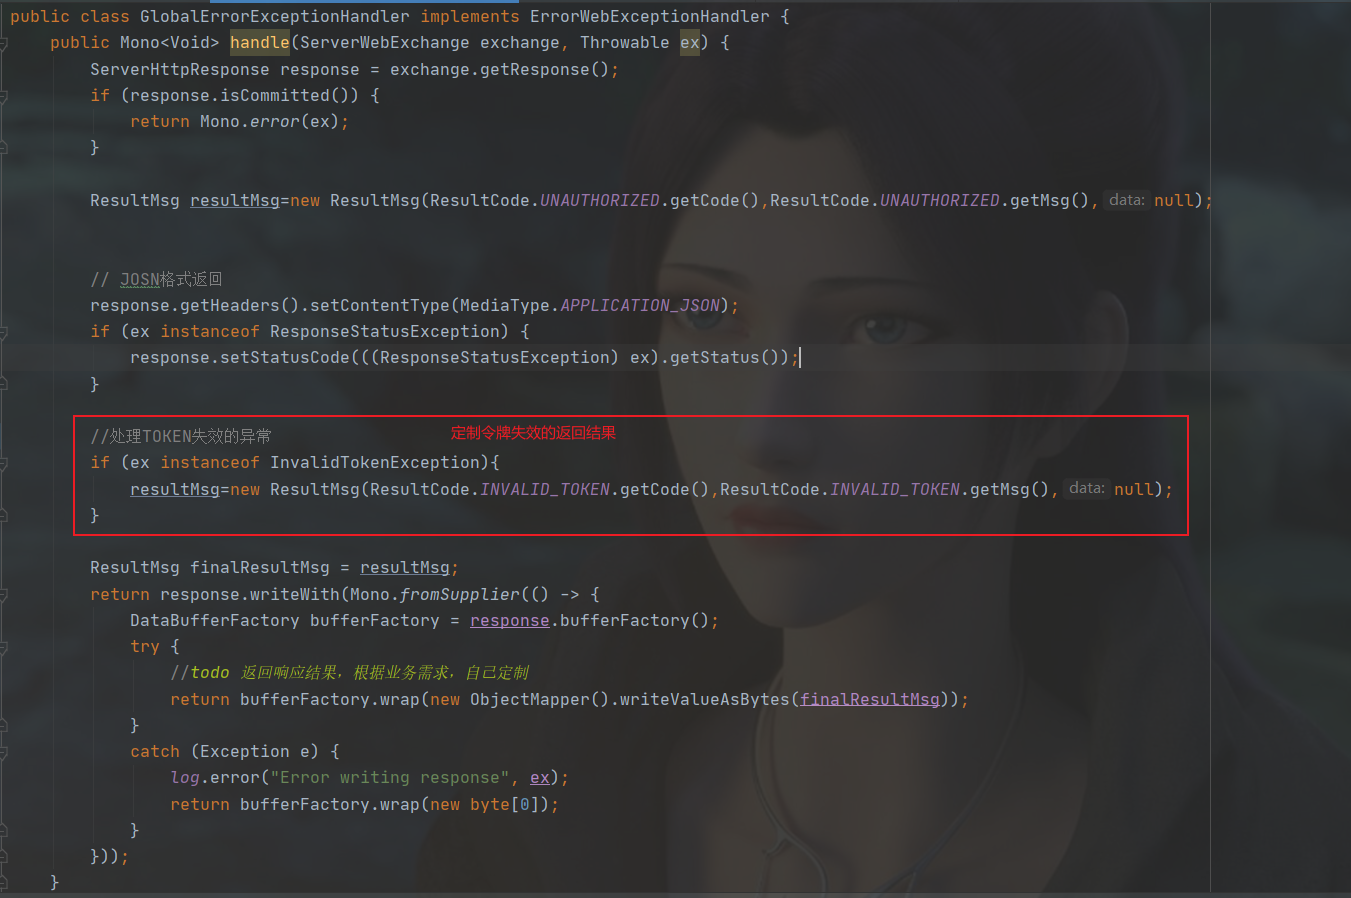 public class GlobalErrorExceptionHandler implements ErrorWebExceptionHandler {
public Mono<Void> handle(ServerWebExchange exchange, Throwable ex) {
ServerHttpResponse response = exchange.getResponse();
if (response.isCommitted()) {
return Mono.error(ex);
}
ResultMsg resultMsg=new ResultMsg(ResultCode.UNAUTHORIZED.getCode(),ResultCode.UNAUTHORIZED.getMsg(), data: null);
// JOSN格式返回
response.getHeaders().setContentType(MediaType.APPLICATION_JSON);
if (ex instanceof ResponseStatusException) {
response.setStatusCode(((ResponseStatusException) ex).getStatus());
}
//处理TOKEN失效的异常 定制令牌失效的返回结果
if (ex instanceof InvalidTokenException){
resultMsg=new ResultMsg(ResultCode.INVALID_TOKEN.getCode(),ResultCode.INVALID_TOKEN.getMsg(), data: null);
}
ResultMsg finalResultMsg = resultMsg;
return response.writeWith(Mono.fromSupplier(() -> {
DataBufferFactory bufferFactory = response.bufferFactory();
try {
//todo 返回响应结果，根据业务需求，自己定制
return bufferFactory.wrap(new ObjectMapper().writeValueAsBytes(finalResultMsg));
}
catch (Exception e) {
log.error("Error writing response", ex);
return bufferFactory.wrap(new byte[0]);
}
}));
}